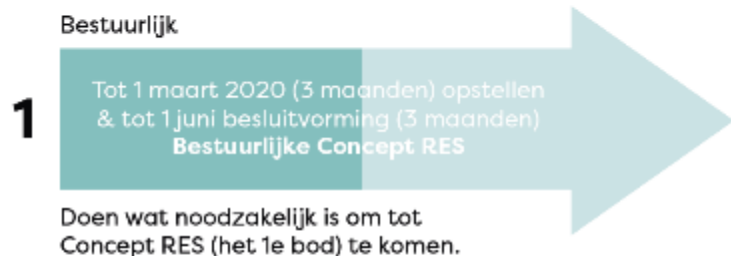 Bestuurlijk
1
Tot 1 maart 2020 (3 maanden) opstellen
& tot 1 juni besluitvorming (3 maanden)
Bestuurlijke Concept RES
Doen wat noodzakelijk is om tot
Concept RES (het 1e bod) te komen.